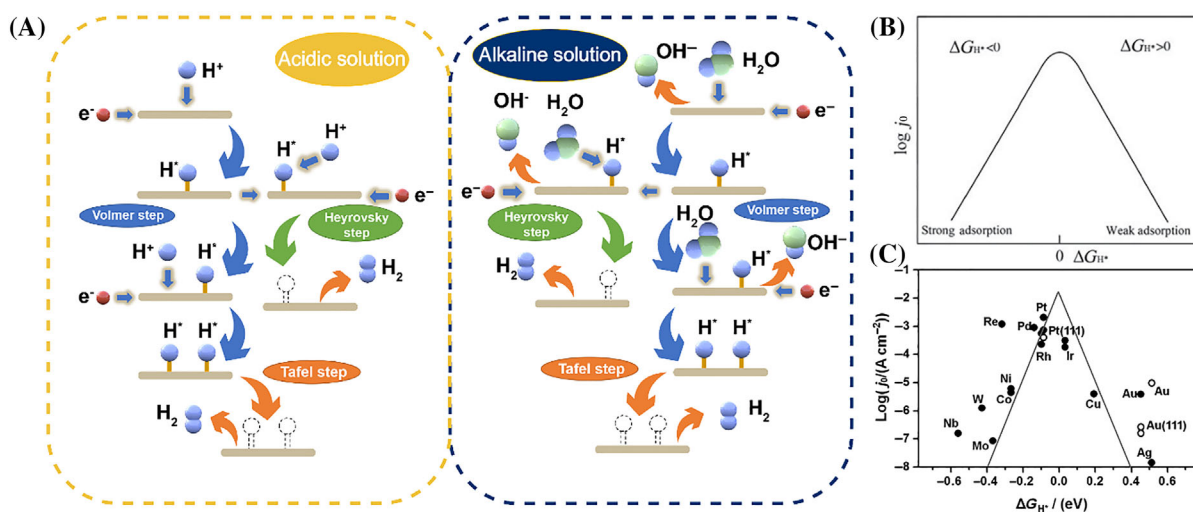 (A)
Acidic solution
H⁺
e⁻
H*
H*
H⁺
e⁻
Volmer step
Heyrovsky
step
H⁺
H*
e⁻
H₂
H*
H*
Tafel step
H₂
Alkaline solution
OH⁻
H₂O
OH⁻
H₂O
e⁻
H*
H*
e⁻
Heyrovsky
step
H₂O
Volmer step
OH⁻
H₂
H*
e⁻
H*
H*
Tafel step
H₂
(B)
ΔG_H*<0
ΔG_H*>0
log j₀
Strong adsorption
Weak adsorption
0
ΔG_H*
(C)
Log(j₀/(A cm⁻²))
−1
−2
−3
−4
−5
−6
−7
−8
Pt
Re
Pd
Pt(111)
Rh
Ir
Ni
Co
W
Nb
Mo
Cu
Au
Au
Au(111)
Ag
−0.6
−0.4
−0.2
0.0
0.2
0.4
0.6
ΔG_H* / (eV)